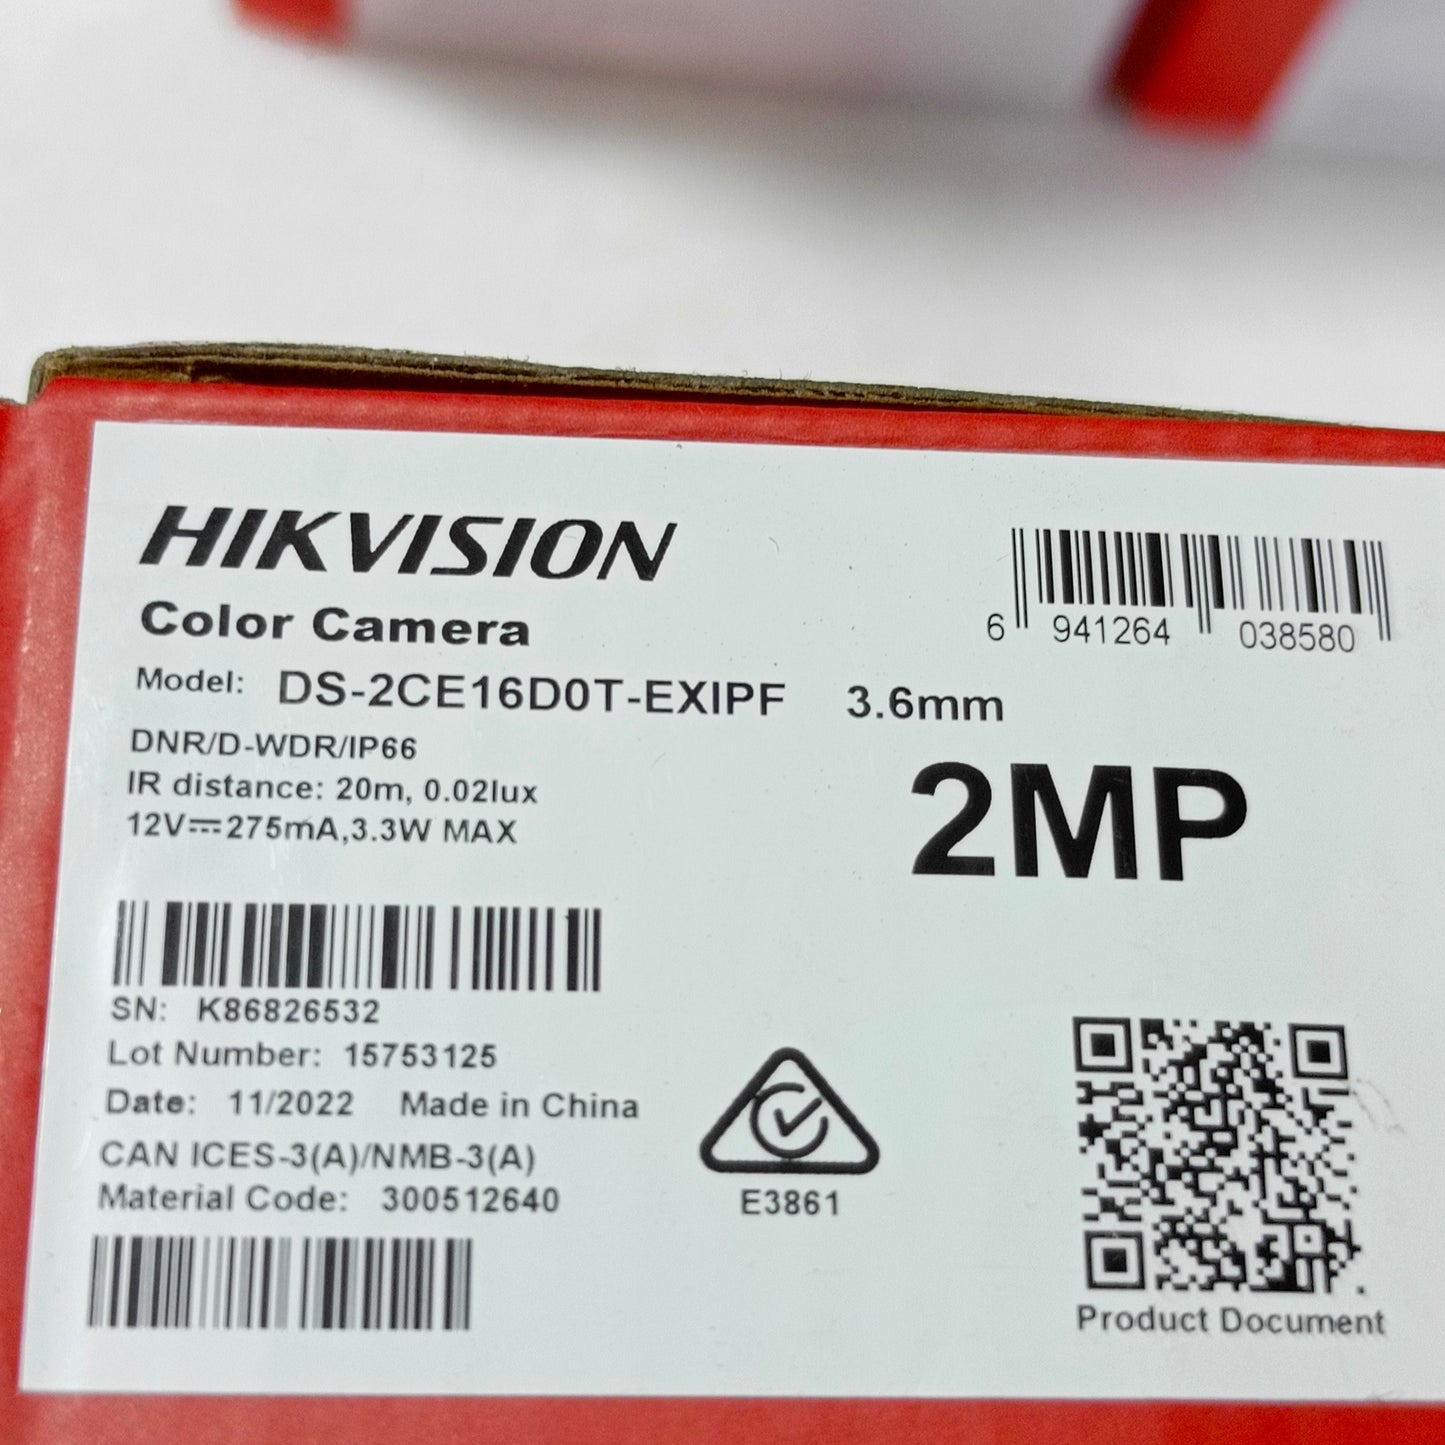 HIKVISION
Color Camera
Model: DS-2CE16D0T-EXIPF 3.6mm
DNR/D-WDR/IP66
IR distance: 20m, 0.02lux
12V⎓275mA,3.3W MAX
6 941264 038580
2MP
SN: K86826532
Lot Number: 15753125
Date: 11/2022 Made in China
CAN ICES-3(A)/NMB-3(A)
Material Code: 300512640
E3861
Product Document